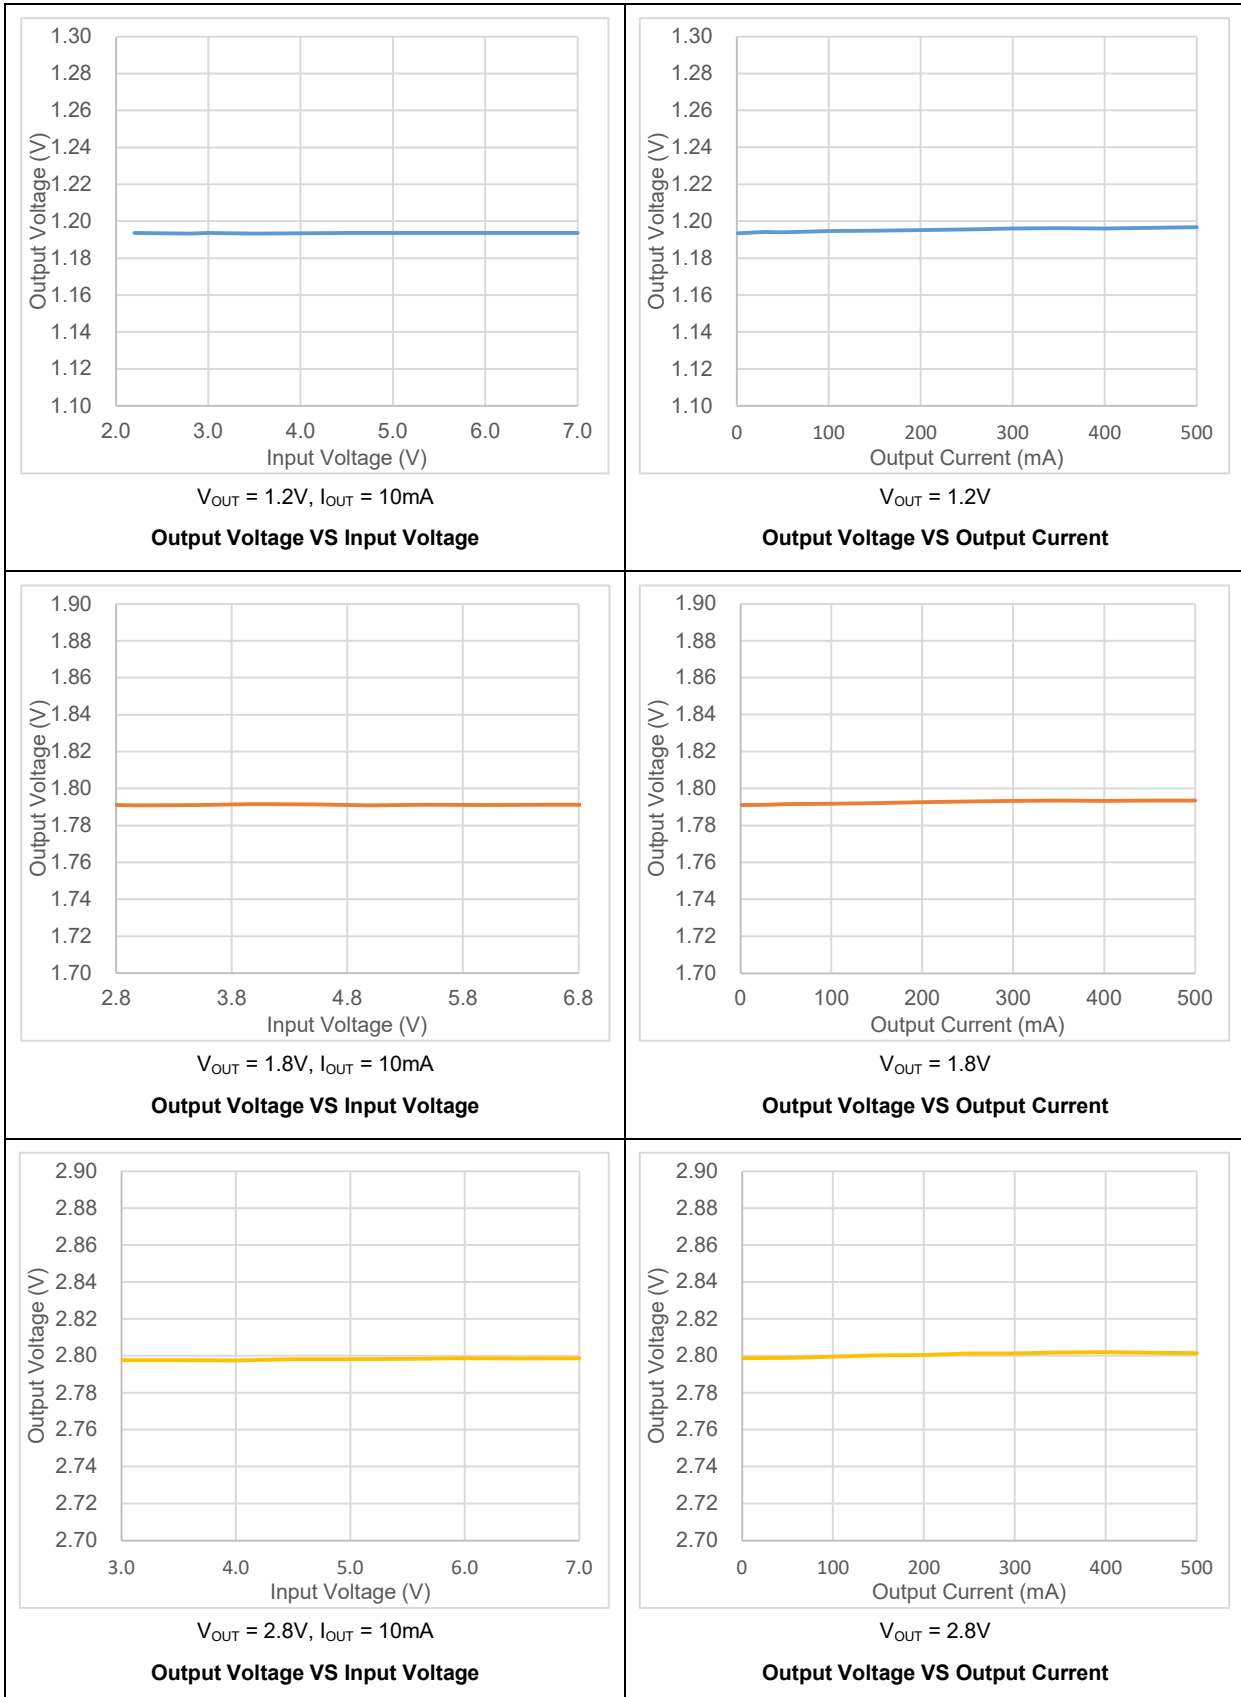 1.30
1.28
1.26
1.24
1.22
1.20
1.18
1.16
1.14
1.12
1.10
Output Voltage (V)
2.0 3.0 4.0 5.0 6.0 7.0
Input Voltage (V)
VOUT = 1.2V, IOUT = 10mA
Output Voltage VS Input Voltage
1.30
1.28
1.26
1.24
1.22
1.20
1.18
1.16
1.14
1.12
1.10
Output Voltage (V)
0 100 200 300 400 500
Output Current (mA)
VOUT = 1.2V
Output Voltage VS Output Current
1.90
1.88
1.86
1.84
1.82
1.80
1.78
1.76
1.74
1.72
1.70
Output Voltage (V)
2.8 3.8 4.8 5.8 6.8
Input Voltage (V)
VOUT = 1.8V, IOUT = 10mA
Output Voltage VS Input Voltage
1.90
1.88
1.86
1.84
1.82
1.80
1.78
1.76
1.74
1.72
1.70
Output Voltage (V)
0 100 200 300 400 500
Output Current (mA)
VOUT = 1.8V
Output Voltage VS Output Current
2.90
2.88
2.86
2.84
2.82
2.80
2.78
2.76
2.74
2.72
2.70
Output Voltage (V)
3.0 4.0 5.0 6.0 7.0
Input Voltage (V)
VOUT = 2.8V, IOUT = 10mA
Output Voltage VS Input Voltage
2.90
2.88
2.86
2.84
2.82
2.80
2.78
2.76
2.74
2.72
2.70
Output Voltage (V)
0 100 200 300 400 500
Output Current (mA)
VOUT = 2.8V
Output Voltage VS Output Current